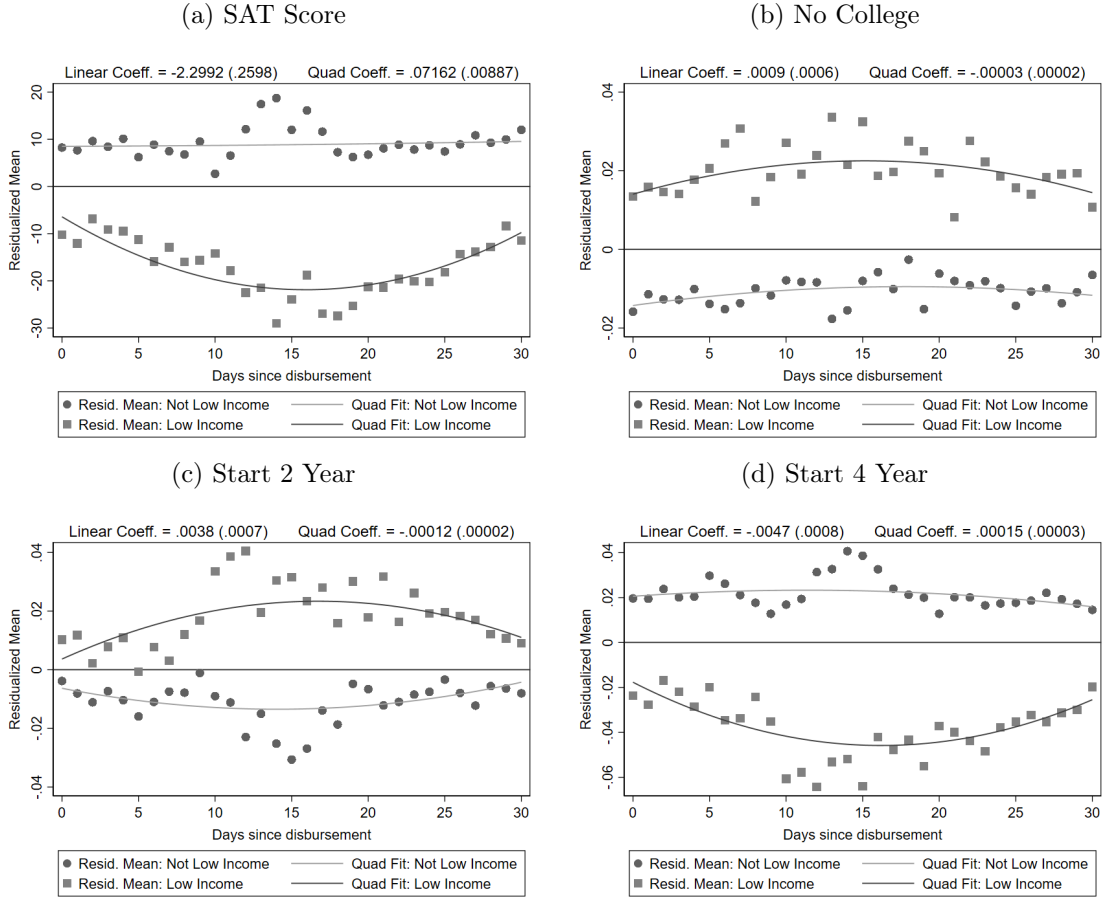 (a) SAT Score
Linear Coeff. = -2.2992 (.2598) Quad Coeff. = .07162 (.00887)
Residualized Mean
20
10
0
-10
-20
-30
0 5 10 15 20 25 30
Days since disbursement
Resid. Mean: Not Low Income Quad Fit: Not Low Income
Resid. Mean: Low Income Quad Fit: Low Income
(b) No College
Linear Coeff. = .0009 (.0006) Quad Coeff. = -.00003 (.00002)
Residualized Mean
.04
.02
0
-.02
0 5 10 15 20 25 30
Days since disbursement
Resid. Mean: Not Low Income Quad Fit: Not Low Income
Resid. Mean: Low Income Quad Fit: Low Income
(c) Start 2 Year
Linear Coeff. = .0038 (.0007) Quad Coeff. = -.00012 (.00002)
Residualized Mean
.04
.02
0
-.02
-.04
0 5 10 15 20 25 30
Days since disbursement
Resid. Mean: Not Low Income Quad Fit: Not Low Income
Resid. Mean: Low Income Quad Fit: Low Income
(d) Start 4 Year
Linear Coeff. = -.0047 (.0008) Quad Coeff. = .00015 (.00003)
Residualized Mean
.04
.02
0
-.02
-.04
-.06
0 5 10 15 20 25 30
Days since disbursement
Resid. Mean: Not Low Income Quad Fit: Not Low Income
Resid. Mean: Low Income Quad Fit: Low Income